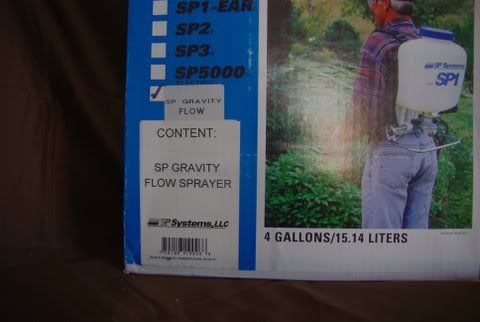 SP1-EAR
SP2
SP3
SP5000
SP GRAVITY
FLOW
CONTENT:
SP GRAVITY
FLOW SPRAYER
SP Systems, LLC
SP Systems
SP1
4 GALLONS/15.14 LITERS